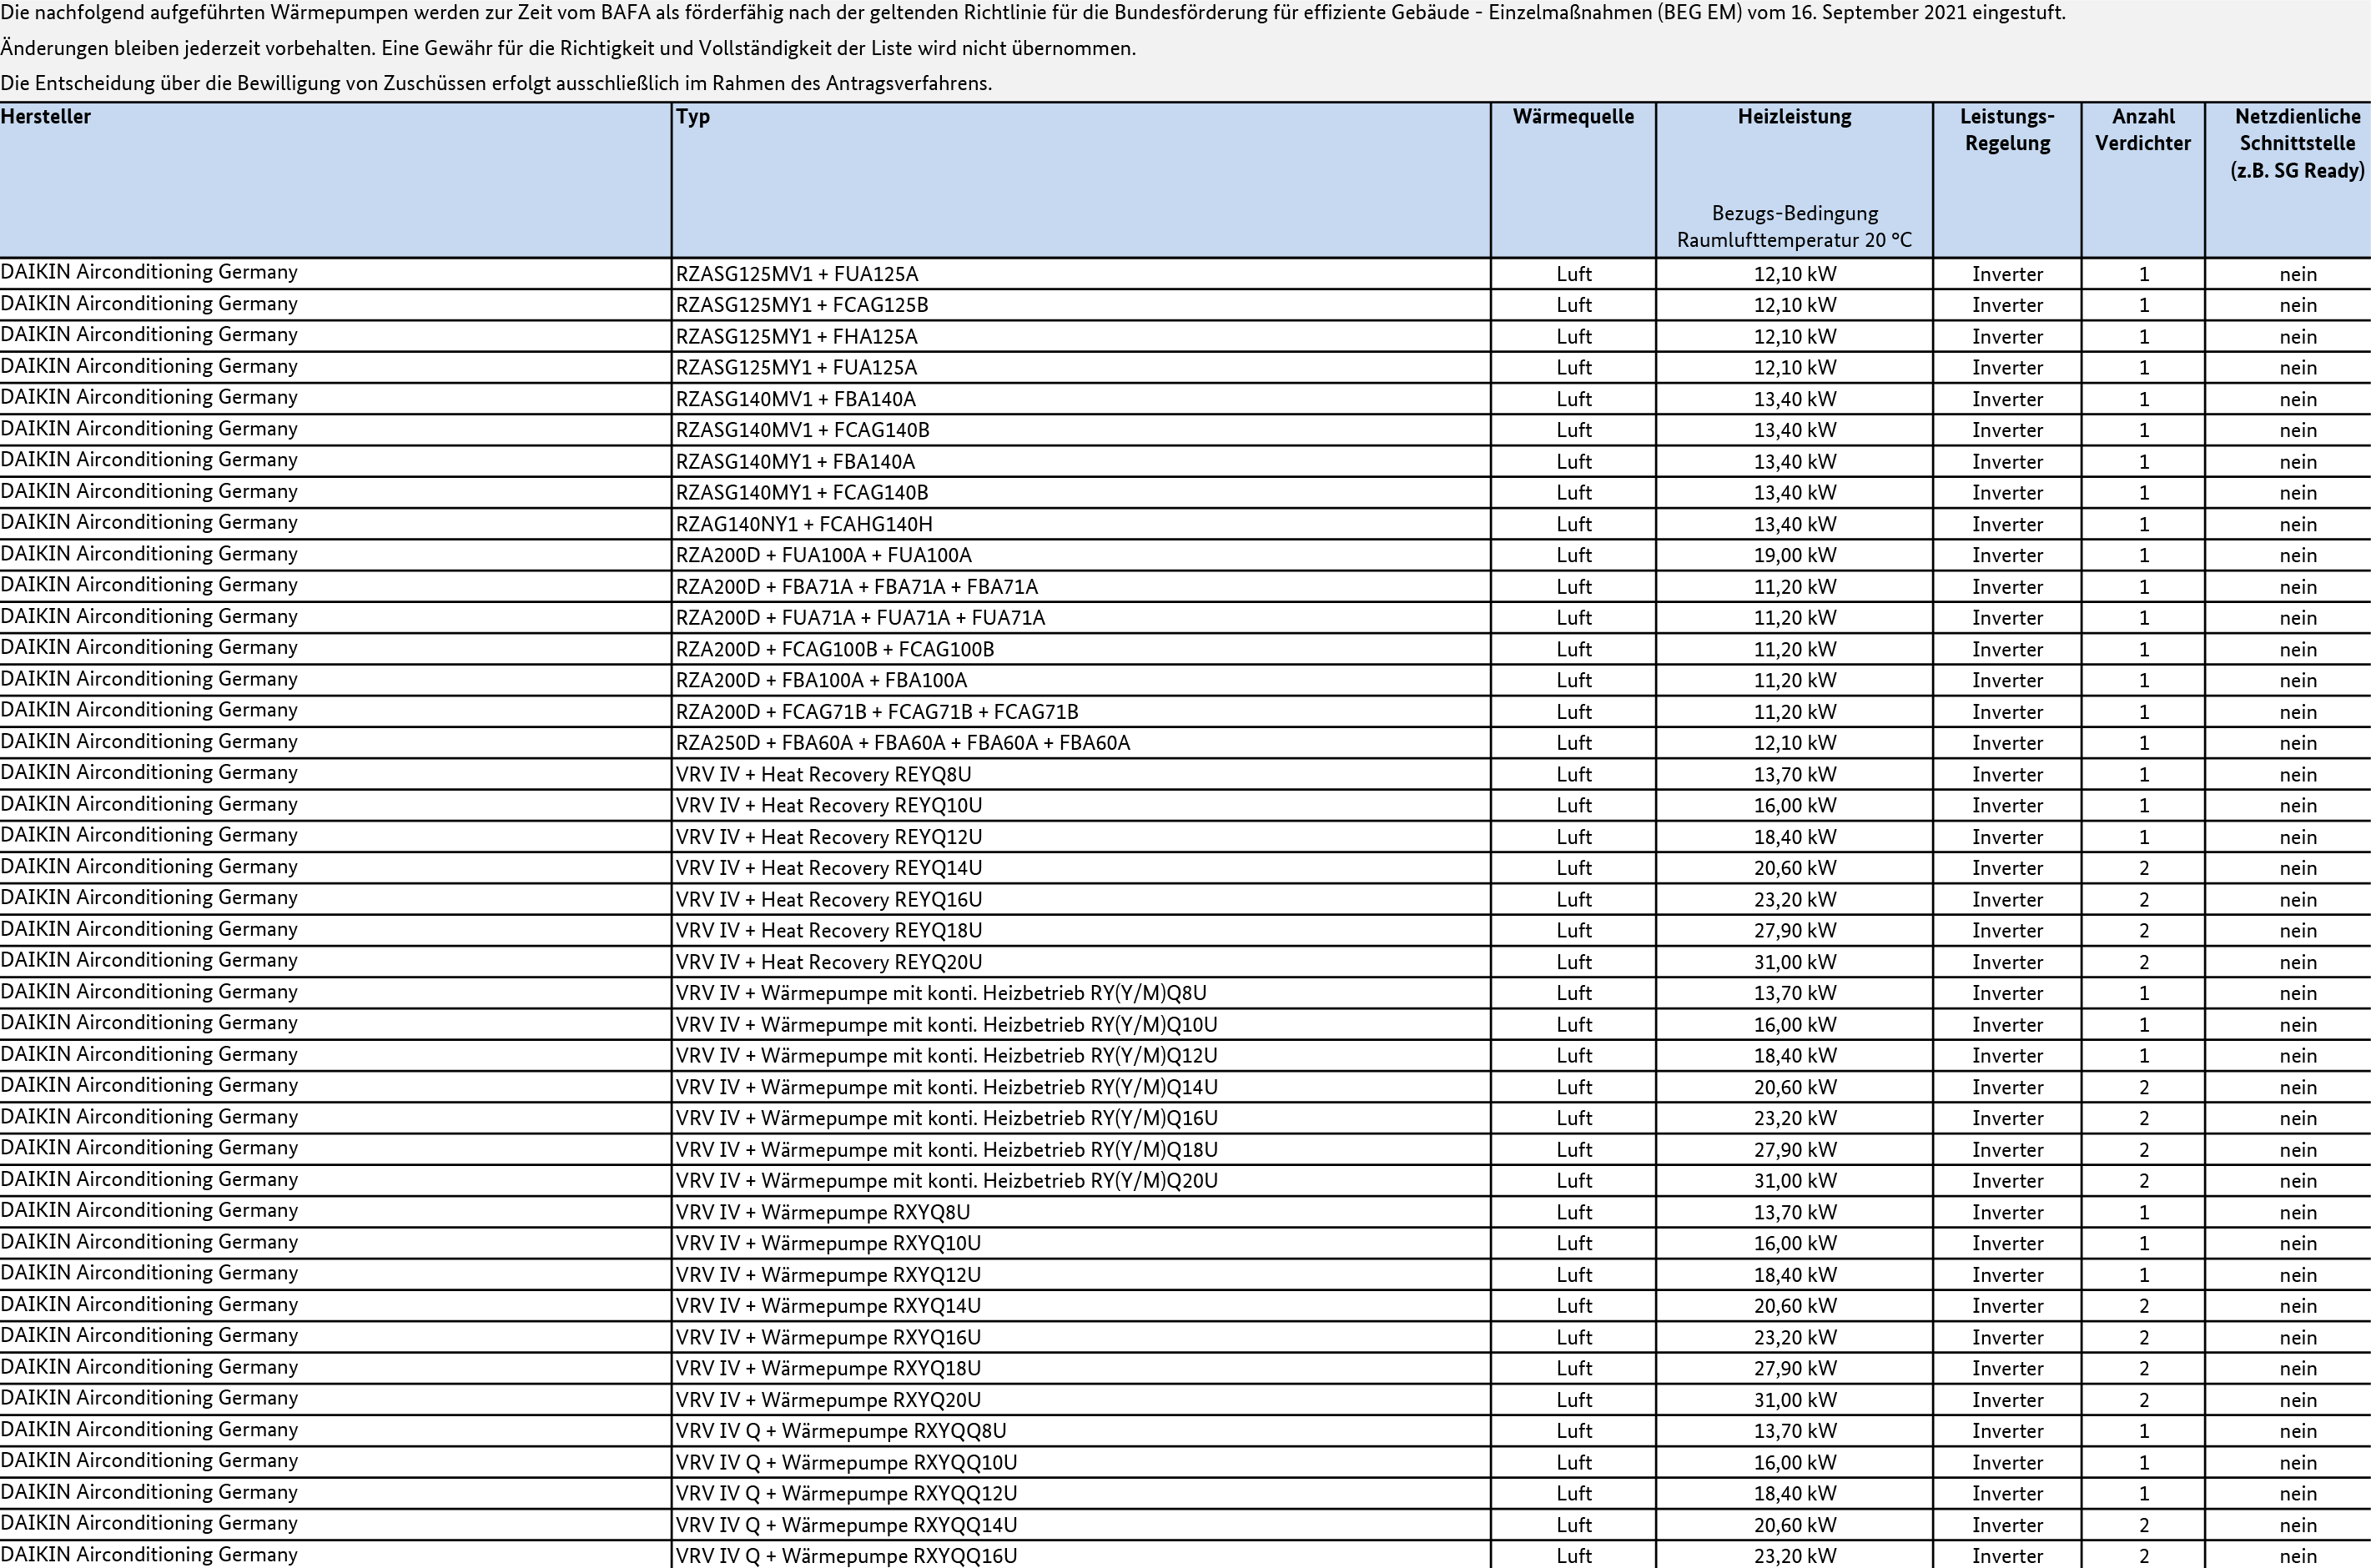 Die nachfolgend aufgeführten Wärmepumpen werden zur Zeit vom BAFA als förderfähig nach der geltenden Richtlinie für die Bundesförderung für effiziente Gebäude - Einzelmaßnahmen (BEG EM) vom 16. September 2021 eingestuft.
Änderungen bleiben jederzeit vorbehalten. Eine Gewähr für die Richtigkeit und Vollständigkeit der Liste wird nicht übernommen.
Die Entscheidung über die Bewilligung von Zuschüssen erfolgt ausschließlich im Rahmen des Antragsverfahrens.
Hersteller Typ Wärmequelle Heizleistung Leistungs- Anzahl Netzdienliche
Regelung Verdichter Schnittstelle
(z.B. SG Ready)
Bezugs-Bedingung
Raumlufttemperatur 20 °C
DAIKIN Airconditioning Germany RZASG125MV1 + FUA125A Luft 12,10 kW Inverter 1 nein
DAIKIN Airconditioning Germany RZASG125MY1 + FCAG125B Luft 12,10 kW Inverter 1 nein
DAIKIN Airconditioning Germany RZASG125MY1 + FHA125A Luft 12,10 kW Inverter 1 nein
DAIKIN Airconditioning Germany RZASG125MY1 + FUA125A Luft 12,10 kW Inverter 1 nein
DAIKIN Airconditioning Germany RZASG140MV1 + FBA140A Luft 13,40 kW Inverter 1 nein
DAIKIN Airconditioning Germany RZASG140MV1 + FCAG140B Luft 13,40 kW Inverter 1 nein
DAIKIN Airconditioning Germany RZASG140MY1 + FBA140A Luft 13,40 kW Inverter 1 nein
DAIKIN Airconditioning Germany RZASG140MY1 + FCAG140B Luft 13,40 kW Inverter 1 nein
DAIKIN Airconditioning Germany RZAG140NY1 + FCAHG140H Luft 13,40 kW Inverter 1 nein
DAIKIN Airconditioning Germany RZA200D + FUA100A + FUA100A Luft 19,00 kW Inverter 1 nein
DAIKIN Airconditioning Germany RZA200D + FBA71A + FBA71A + FBA71A Luft 11,20 kW Inverter 1 nein
DAIKIN Airconditioning Germany RZA200D + FUA71A + FUA71A + FUA71A Luft 11,20 kW Inverter 1 nein
DAIKIN Airconditioning Germany RZA200D + FCAG100B + FCAG100B Luft 11,20 kW Inverter 1 nein
DAIKIN Airconditioning Germany RZA200D + FBA100A + FBA100A Luft 11,20 kW Inverter 1 nein
DAIKIN Airconditioning Germany RZA200D + FCAG71B + FCAG71B + FCAG71B Luft 11,20 kW Inverter 1 nein
DAIKIN Airconditioning Germany RZA250D + FBA60A + FBA60A + FBA60A + FBA60A Luft 12,10 kW Inverter 1 nein
DAIKIN Airconditioning Germany VRV IV + Heat Recovery REYQ8U Luft 13,70 kW Inverter 1 nein
DAIKIN Airconditioning Germany VRV IV + Heat Recovery REYQ10U Luft 16,00 kW Inverter 1 nein
DAIKIN Airconditioning Germany VRV IV + Heat Recovery REYQ12U Luft 18,40 kW Inverter 1 nein
DAIKIN Airconditioning Germany VRV IV + Heat Recovery REYQ14U Luft 20,60 kW Inverter 2 nein
DAIKIN Airconditioning Germany VRV IV + Heat Recovery REYQ16U Luft 23,20 kW Inverter 2 nein
DAIKIN Airconditioning Germany VRV IV + Heat Recovery REYQ18U Luft 27,90 kW Inverter 2 nein
DAIKIN Airconditioning Germany VRV IV + Heat Recovery REYQ20U Luft 31,00 kW Inverter 2 nein
DAIKIN Airconditioning Germany VRV IV + Wärmepumpe mit konti. Heizbetrieb RY(Y/M)Q8U Luft 13,70 kW Inverter 1 nein
DAIKIN Airconditioning Germany VRV IV + Wärmepumpe mit konti. Heizbetrieb RY(Y/M)Q10U Luft 16,00 kW Inverter 1 nein
DAIKIN Airconditioning Germany VRV IV + Wärmepumpe mit konti. Heizbetrieb RY(Y/M)Q12U Luft 18,40 kW Inverter 1 nein
DAIKIN Airconditioning Germany VRV IV + Wärmepumpe mit konti. Heizbetrieb RY(Y/M)Q14U Luft 20,60 kW Inverter 2 nein
DAIKIN Airconditioning Germany VRV IV + Wärmepumpe mit konti. Heizbetrieb RY(Y/M)Q16U Luft 23,20 kW Inverter 2 nein
DAIKIN Airconditioning Germany VRV IV + Wärmepumpe mit konti. Heizbetrieb RY(Y/M)Q18U Luft 27,90 kW Inverter 2 nein
DAIKIN Airconditioning Germany VRV IV + Wärmepumpe mit konti. Heizbetrieb RY(Y/M)Q20U Luft 31,00 kW Inverter 2 nein
DAIKIN Airconditioning Germany VRV IV + Wärmepumpe RXYQ8U Luft 13,70 kW Inverter 1 nein
DAIKIN Airconditioning Germany VRV IV + Wärmepumpe RXYQ10U Luft 16,00 kW Inverter 1 nein
DAIKIN Airconditioning Germany VRV IV + Wärmepumpe RXYQ12U Luft 18,40 kW Inverter 1 nein
DAIKIN Airconditioning Germany VRV IV + Wärmepumpe RXYQ14U Luft 20,60 kW Inverter 2 nein
DAIKIN Airconditioning Germany VRV IV + Wärmepumpe RXYQ16U Luft 23,20 kW Inverter 2 nein
DAIKIN Airconditioning Germany VRV IV + Wärmepumpe RXYQ18U Luft 27,90 kW Inverter 2 nein
DAIKIN Airconditioning Germany VRV IV + Wärmepumpe RXYQ20U Luft 31,00 kW Inverter 2 nein
DAIKIN Airconditioning Germany VRV IV Q + Wärmepumpe RXYQQ8U Luft 13,70 kW Inverter 1 nein
DAIKIN Airconditioning Germany VRV IV Q + Wärmepumpe RXYQQ10U Luft 16,00 kW Inverter 1 nein
DAIKIN Airconditioning Germany VRV IV Q + Wärmepumpe RXYQQ12U Luft 18,40 kW Inverter 1 nein
DAIKIN Airconditioning Germany VRV IV Q + Wärmepumpe RXYQQ14U Luft 20,60 kW Inverter 2 nein
DAIKIN Airconditioning Germany VRV IV Q + Wärmepumpe RXYQQ16U Luft 23,20 kW Inverter 2 nein